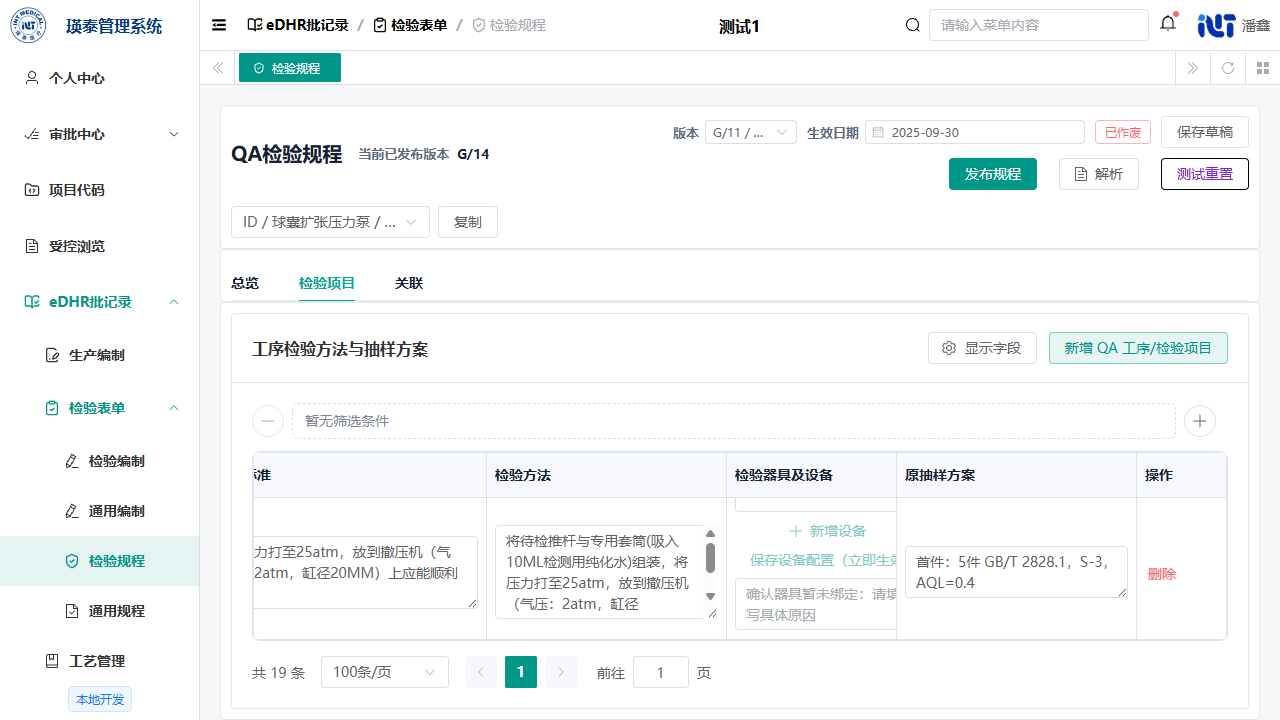 瑛泰管理系统
eDHR批记录 / 检验表单 / 检验规程
测试1
请输入菜单内容
潘鑫
检验规程
个人中心
审批中心
项目代码
受控浏览
eDHR批记录
生产编制
检验表单
检验编制
通用编制
检验规程
通用规程
工艺管理
本地开发
QA检验规程
当前已发布版本 G/14
版本 G/11 / ...
生效日期 2025-09-30
已作废
保存草稿
发布规程
解析
测试重置
ID / 球囊扩张压力泵 / ...
复制
总览
检验项目
关联
工序检验方法与抽样方案
显示字段
新增 QA 工序/检验项目
暂无筛选条件
准
检验方法
检验器具及设备
原抽样方案
操作
力打至25atm，放到撤压机（气
2atm，缸径20MM）上应能顺利
将待检推杆与专用套筒(吸入
10ML检测用纯化水)组装，将
压力打至25atm，放到撤压机
（气压：2atm，缸径
新增设备
保存设备配置（立即生效
确认器具暂未绑定：请填
写具体原因
首件：5件 GB/T 2828.1，S-3，
AQL=0.4
删除
共 19 条
100条/页
1
前往 1 页